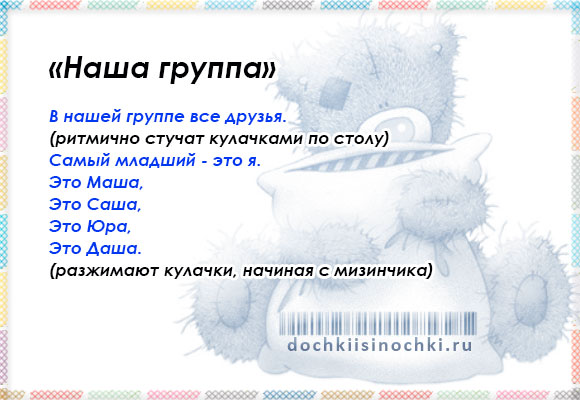 «Наша группа»
В нашей группе все друзья.
(ритмично стучат кулачками по столу)
Самый младший - это я.
Это Маша,
Это Саша,
Это Юра,
Это Даша.
(разжимают кулачки, начиная с мизинчика)
dochkiisinochki.ru